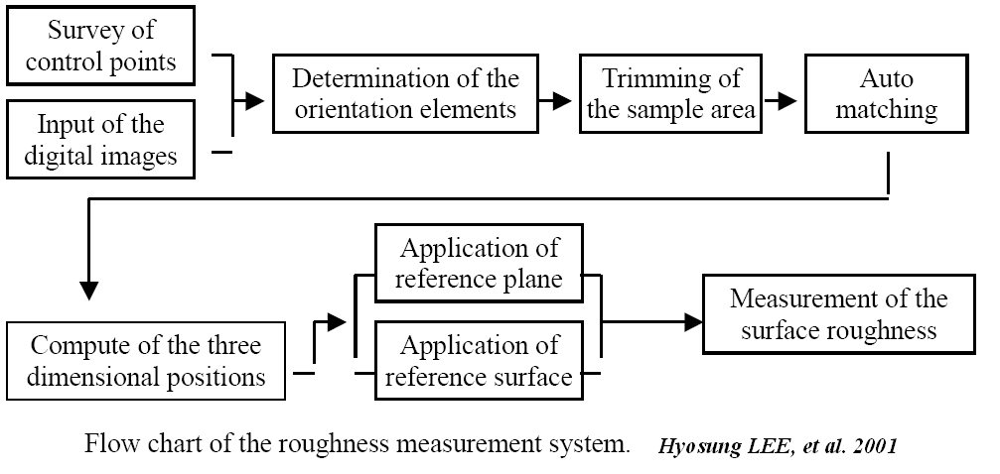 Survey of
control points
Input of the
digital images
Determination of the
orientation elements
Trimming of
the sample area
Auto
matching
Compute of the three
dimensional positions
Application of
reference plane
Application of
reference surface
Measurement of the
surface roughness
Flow chart of the roughness measurement system. Hyosung LEE, et al. 2001